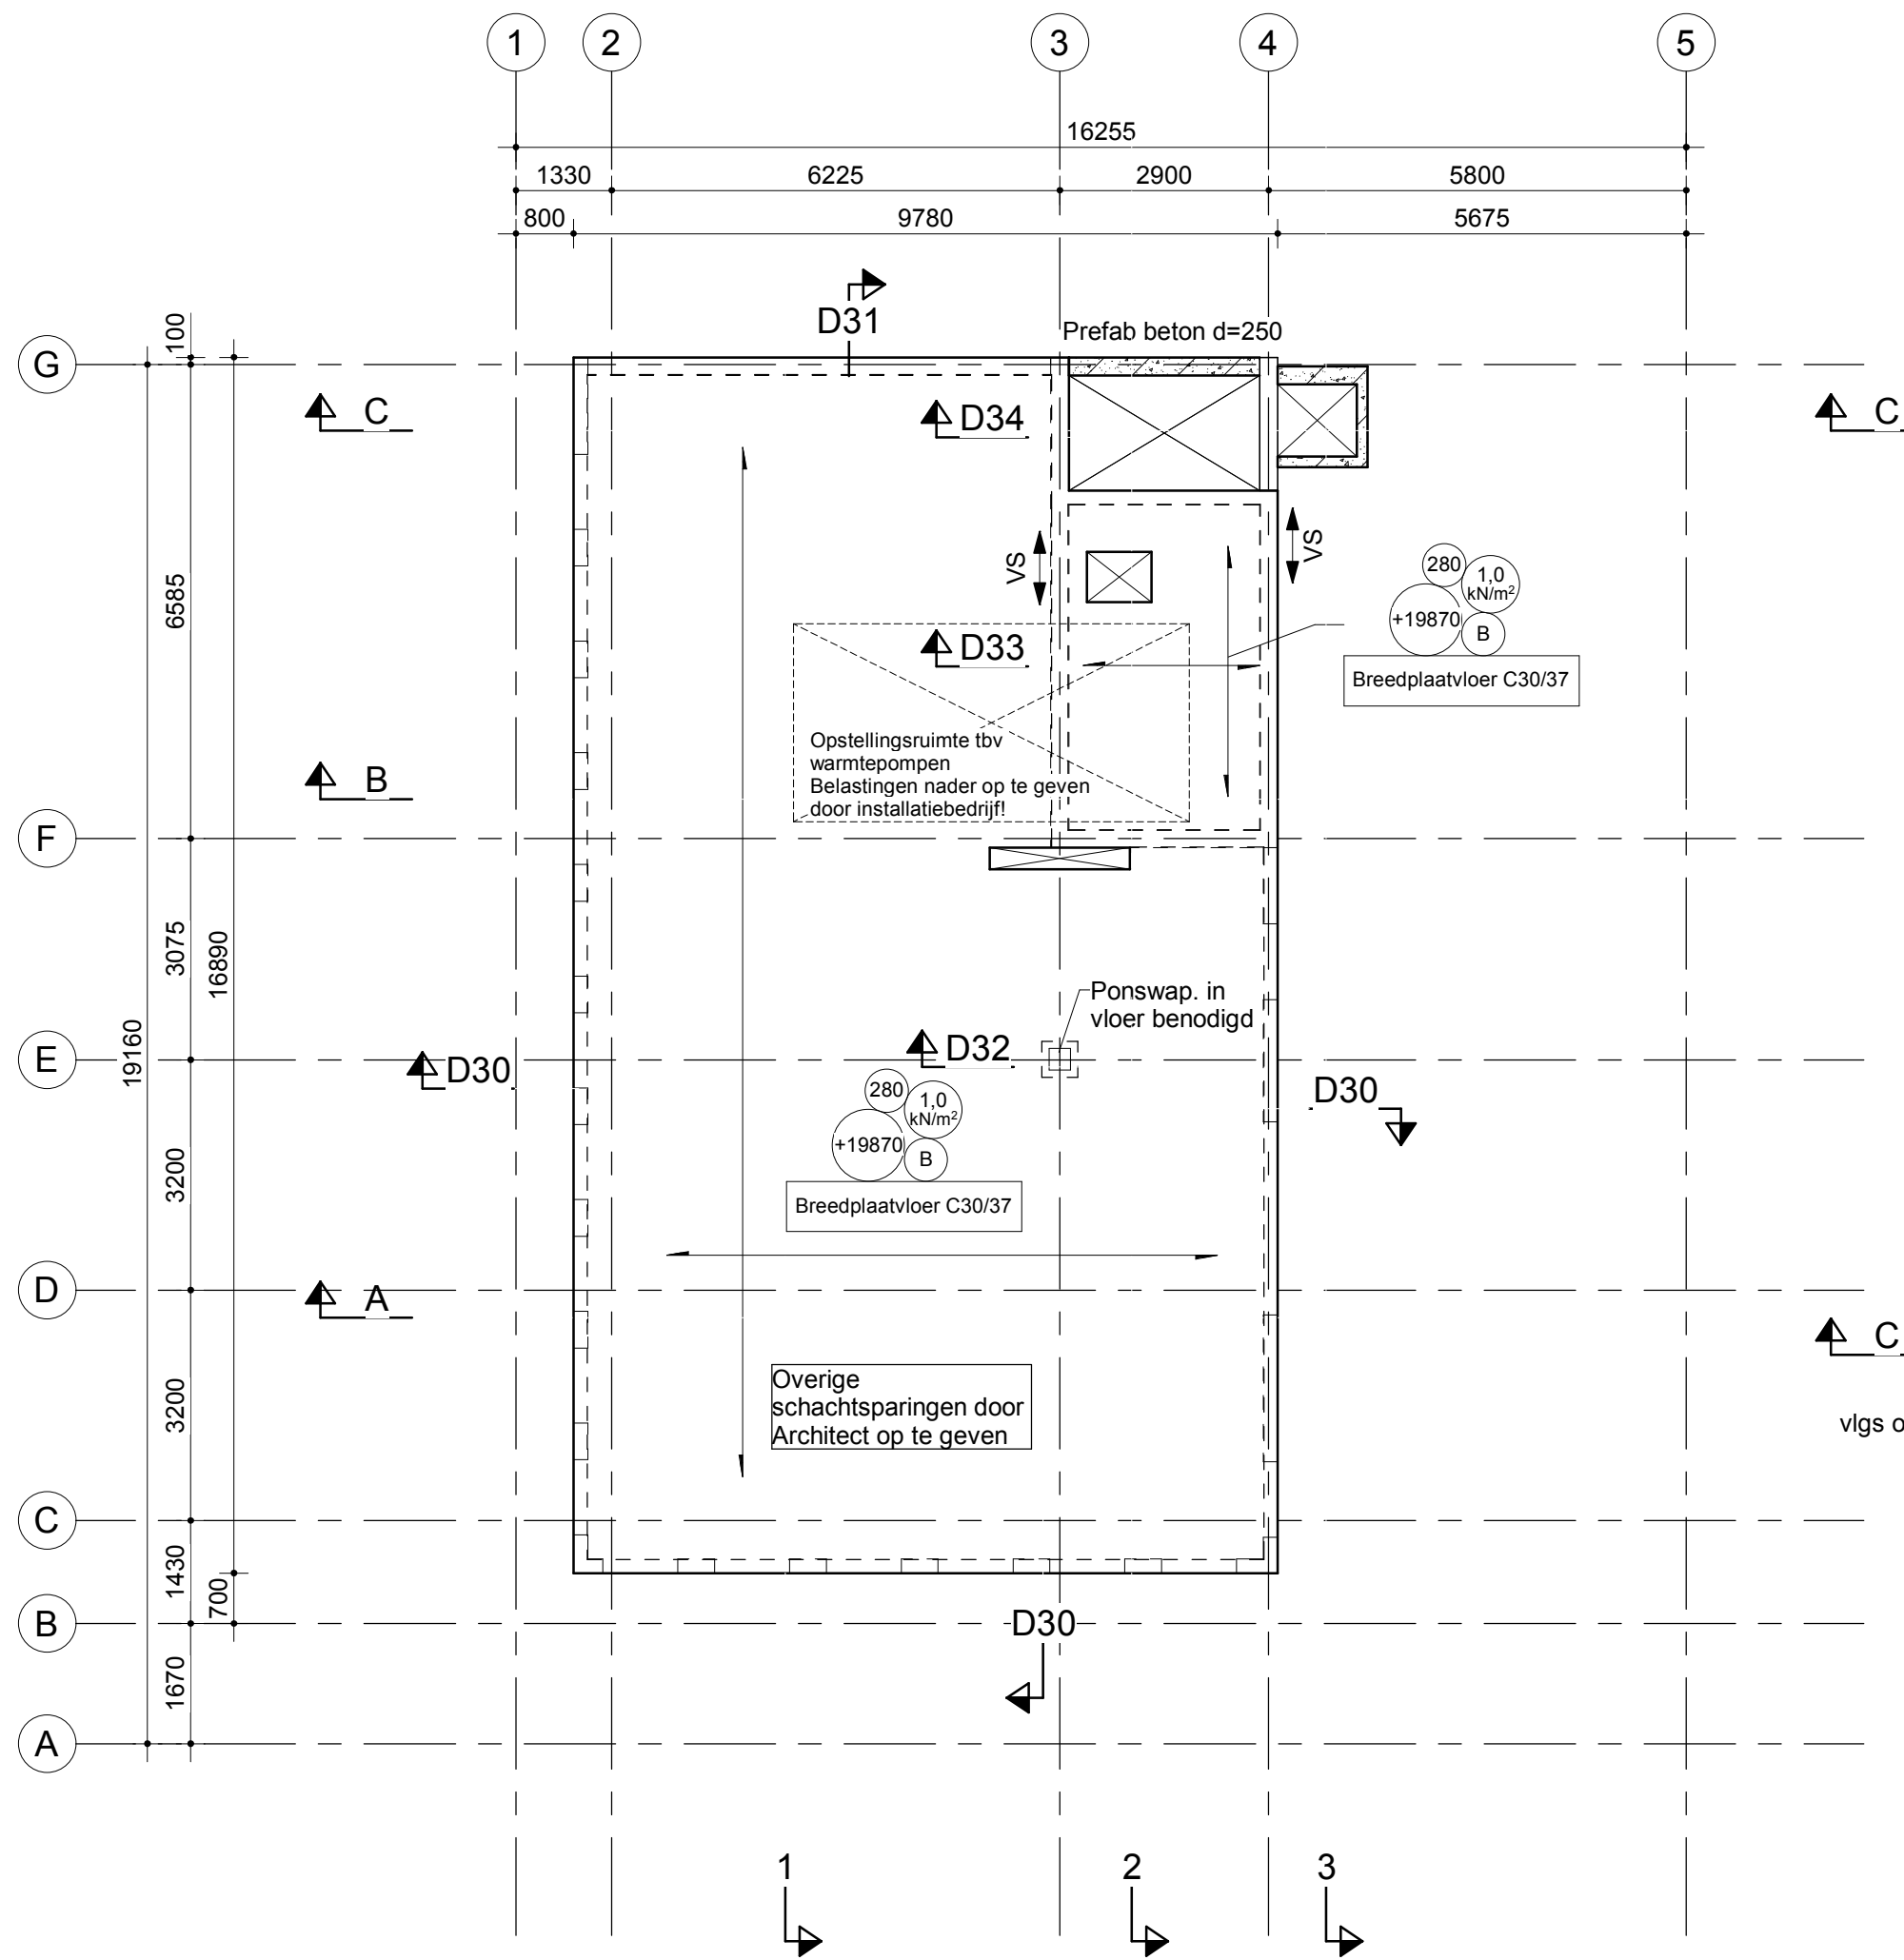 1 2 3 4 5
16255
1330 6225 2900 5800
800 9780 5675
D31
Prefab beton d=250
100
G
C D34 C
VS VS
6585
280
1,0
kN/m²
+19870
B
Breedplaatvloer C30/37
D33
Opstellingsruimte tbv
warmtepompen
Belastingen nader op te geven
door installatiebedrijf!
B
F
3075
16890
19160
Ponswap. in
vloer benodigd
E
D30 D32 D30
280
1,0
kN/m²
+19870
B
Breedplaatvloer C30/37
3200
D
A C
Overige
schachtsparingen door
Architect op te geven
3200
vlgs o
C
1430
700
B
D30
1670
A
1 2 3